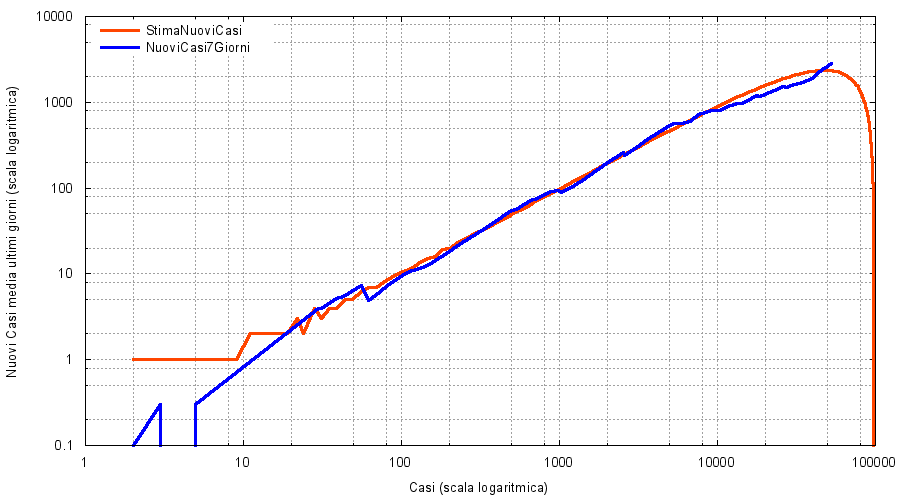 10000
StimaNuoviCasi
NuoviCasi7Giorni
1000
100
10
1
0.1
Nuovi Casi media ultimi giorni (scala logaritmica)
1 10 100 1000 10000 100000
Casi (scala logaritmica)